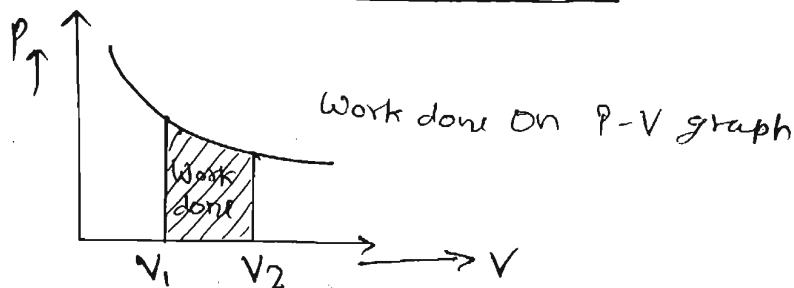 P
Work done on P-V graph
Work
done
V₁ V₂ V